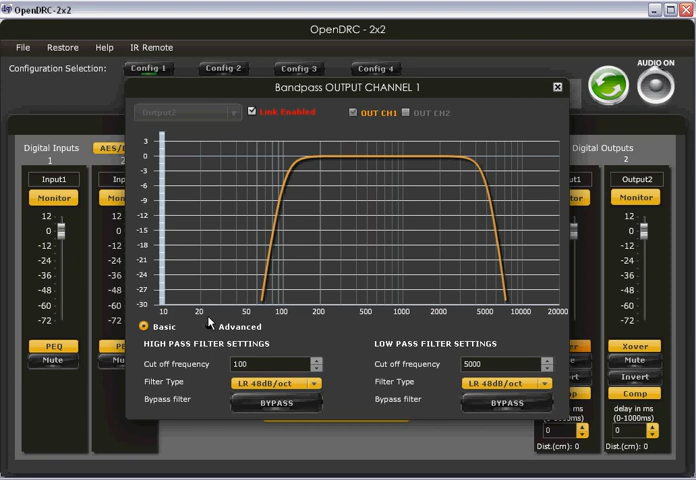 OpenDRC-2x2
OpenDRC - 2x2
File Restore Help IR Remote
Configuration Selection: Config 1 Config 2 Config 3 Config 4
AUDIO ON
Bandpass OUTPUT CHANNEL 1
Output2 Link Enabled OUT CH1 OUT CH2
Digital Inputs
1
Digital Outputs
2
Input1
Monitor
12
0
-12
-24
-36
-48
-60
-72
PEQ
Mute
3
0
-3
-6
-9
-12
-15
-18
-21
-24
-27
-30
10 20 50 100 200 500 1000 2000 5000 10000 20000
Basic Advanced
HIGH PASS FILTER SETTINGS
Cut off frequency 100
Filter Type LR 48dB/oct
Bypass filter BYPASS
LOW PASS FILTER SETTINGS
Cut off frequency 5000
Filter Type LR 48dB/oct
Bypass filter BYPASS
Output2
Monitor
12
0
-12
-24
-36
-48
-60
-72
Xover
Mute
Invert
Comp
delay in ms
(0-1000ms)
0 0
Dist.(cm): 0 Dist.(cm): 0